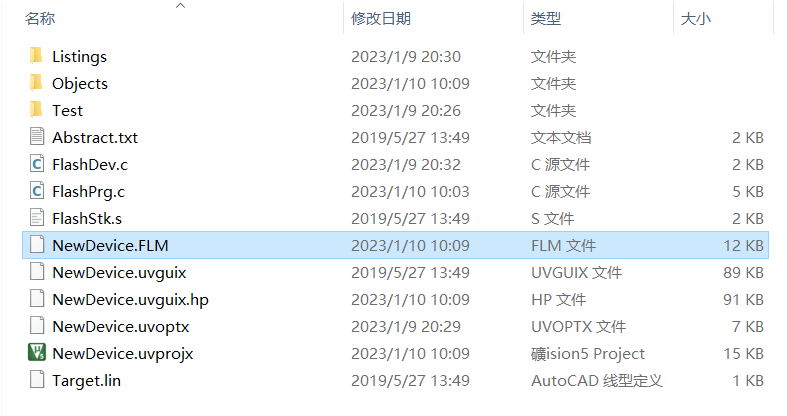 名称 修改日期 类型 大小
Listings 2023/1/9 20:30 文件夹
Objects 2023/1/10 10:09 文件夹
Test 2023/1/9 20:26 文件夹
Abstract.txt 2019/5/27 13:49 文本文档 2 KB
FlashDev.c 2023/1/9 20:32 C 源文件 2 KB
FlashPrg.c 2023/1/10 10:03 C 源文件 5 KB
FlashStk.s 2019/5/27 13:49 S 文件 2 KB
NewDevice.FLM 2023/1/10 10:09 FLM 文件 12 KB
NewDevice.uvguix 2019/5/27 13:49 UVGUIX 文件 89 KB
NewDevice.uvguix.hp 2023/1/10 10:09 HP 文件 91 KB
NewDevice.uvoptx 2023/1/9 20:29 UVOPTX 文件 7 KB
NewDevice.uvprojx 2023/1/10 10:09 礦ision5 Project 15 KB
Target.lin 2019/5/27 13:49 AutoCAD 线型定义 1 KB